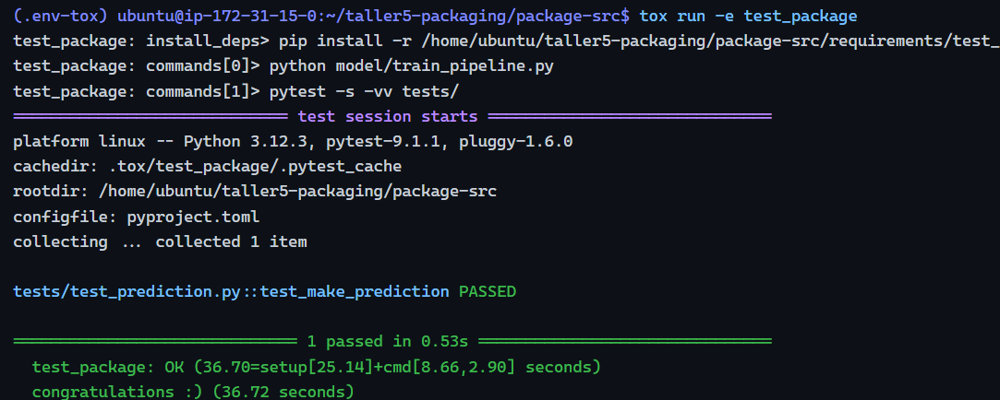 (.env-tox) ubuntu@ip-172-31-15-0:~/taller5-packaging/package-src$ tox run -e test_package
test_package: install_deps> pip install -r /home/ubuntu/taller5-packaging/package-src/requirements/test_
test_package: commands[0]> python model/train_pipeline.py
test_package: commands[1]> pytest -s -vv tests/
============================= test session starts ==============================
platform linux -- Python 3.12.3, pytest-9.1.1, pluggy-1.6.0
cachedir: .tox/test_package/.pytest_cache
rootdir: /home/ubuntu/taller5-packaging/package-src
configfile: pyproject.toml
collecting ... collected 1 item
tests/test_prediction.py::test_make_prediction PASSED
============================== 1 passed in 0.53s ===============================
test_package: OK (36.70=setup[25.14]+cmd[8.66,2.90] seconds)
congratulations :) (36.72 seconds)